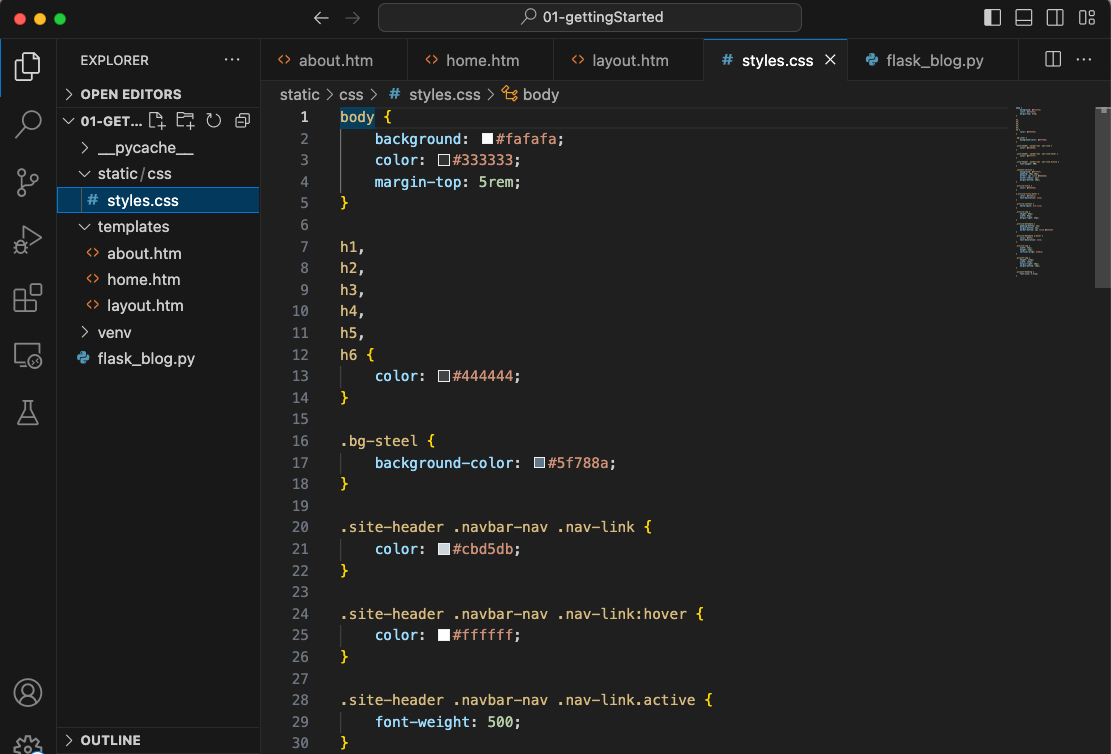 01-gettingStarted
EXPLORER
about.htm
home.htm
layout.htm
styles.css
flask_blog.py
OPEN EDITORS
static > css > # styles.css > body
01-GET...
__pycache__
static / css
# styles.css
templates
about.htm
home.htm
layout.htm
venv
flask_blog.py
OUTLINE
1 body {
2 background: #fafafa;
3 color: #333333;
4 margin-top: 5rem;
5 }
6
7 h1,
8 h2,
9 h3,
10 h4,
11 h5,
12 h6 {
13 color: #444444;
14 }
15
16 .bg-steel {
17 background-color: #5f788a;
18 }
19
20 .site-header .navbar-nav .nav-link {
21 color: #cbd5db;
22 }
23
24 .site-header .navbar-nav .nav-link:hover {
25 color: #ffffff;
26 }
27
28 .site-header .navbar-nav .nav-link.active {
29 font-weight: 500;
30 }